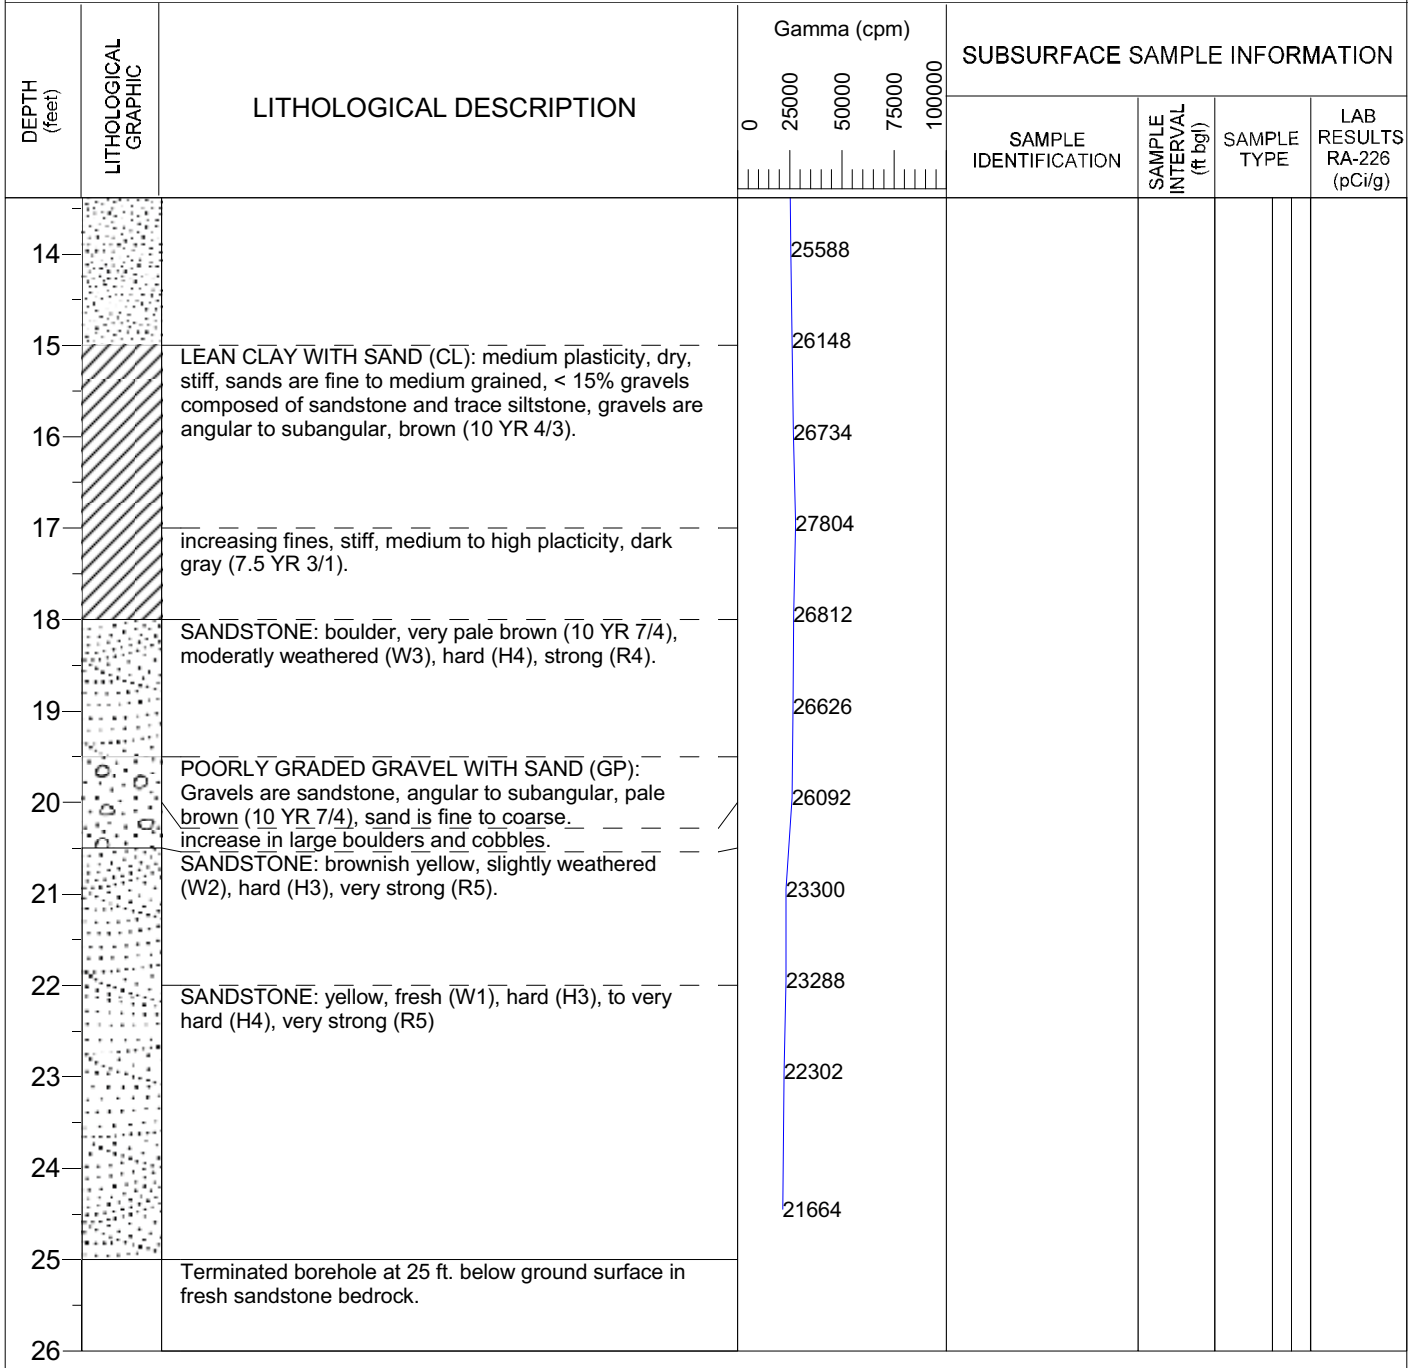 DEPTH
(feet)
LITHOLOGICAL
GRAPHIC
LITHOLOGICAL DESCRIPTION
Gamma (cpm)
0
25000
50000
75000
100000
SUBSURFACE SAMPLE INFORMATION
SAMPLE
IDENTIFICATION
SAMPLE
INTERVAL
(ft bgl)
SAMPLE
TYPE
LAB
RESULTS
RA-226
(pCi/g)
14
25588
15
26148
LEAN CLAY WITH SAND (CL): medium plasticity, dry,
stiff, sands are fine to medium grained, < 15% gravels
composed of sandstone and trace siltstone, gravels are
angular to subangular, brown (10 YR 4/3).
16
26734
17
27804
increasing fines, stiff, medium to high placticity, dark
gray (7.5 YR 3/1).
18
26812
SANDSTONE: boulder, very pale brown (10 YR 7/4),
moderatly weathered (W3), hard (H4), strong (R4).
19
26626
POORLY GRADED GRAVEL WITH SAND (GP):
Gravels are sandstone, angular to subangular, pale
brown (10 YR 7/4), sand is fine to coarse.
20
26092
increase in large boulders and cobbles.
SANDSTONE: brownish yellow, slightly weathered
(W2), hard (H3), very strong (R5).
21
23300
22
23288
SANDSTONE: yellow, fresh (W1), hard (H3), to very
hard (H4), very strong (R5)
23
22302
24
21664
25
Terminated borehole at 25 ft. below ground surface in
fresh sandstone bedrock.
26